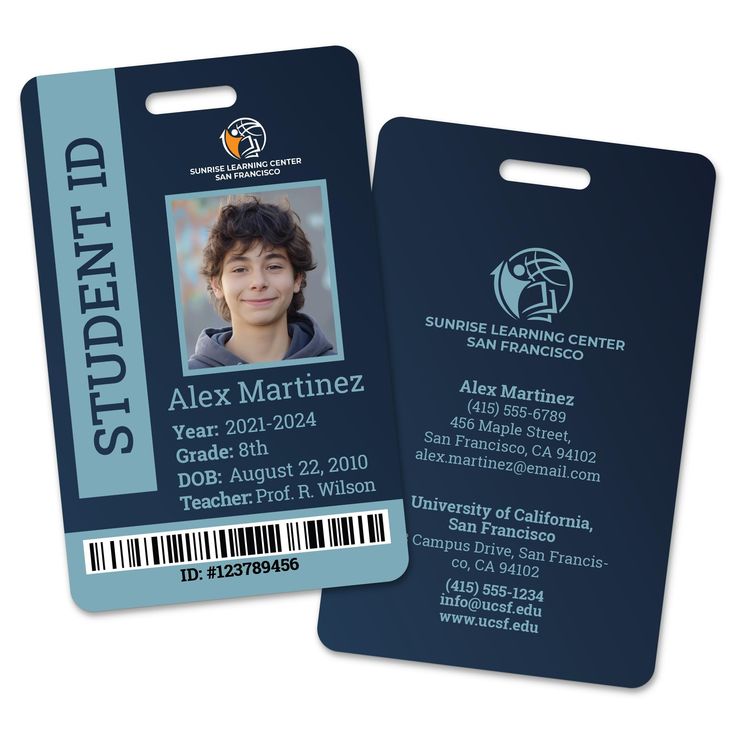 STUDENT ID
SUNRISE LEARNING CENTER
SAN FRANCISCO
Alex Martinez
Year: 2021-2024
Grade: 8th
DOB: August 22, 2010
Teacher: Prof. R. Wilson
ID: #123789456
SUNRISE LEARNING CENTER
SAN FRANCISCO
Alex Martinez
(415) 555-6789
456 Maple Street,
San Francisco, CA 94102
alex.martinez@email.com
University of California,
San Francisco
Campus Drive, San Francis-
co, CA 94102
(415) 555-1234
info@ucsf.edu
www.ucsf.edu